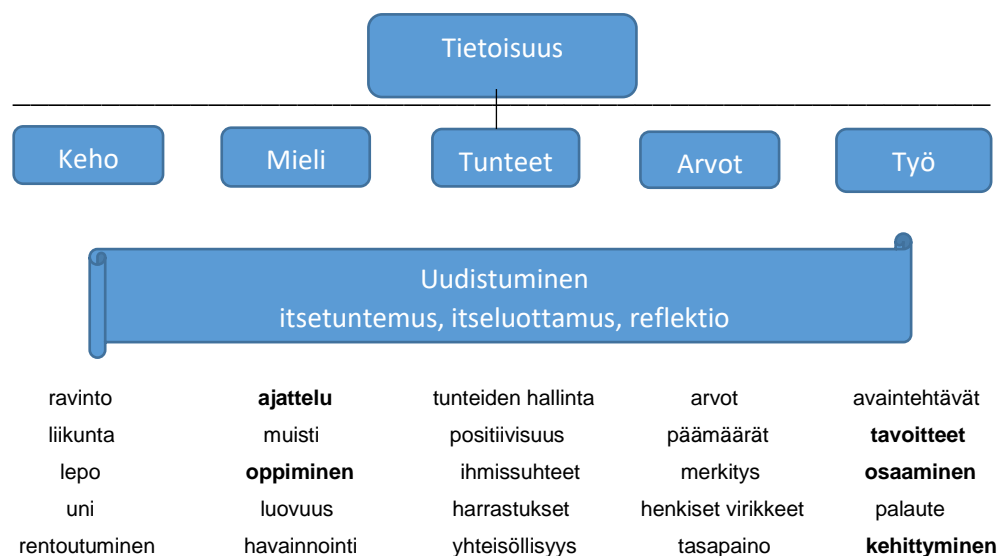 Tietoisuus
Keho Mieli Tunteet Arvot Työ
Uudistuminen
itsetuntemus, itseluottamus, reflektio
ravinto ajattelu tunteiden hallinta arvot avaintehtävät
liikunta muisti positiivisuus päämäärät tavoitteet
lepo oppiminen ihmissuhteet merkitys osaaminen
uni luovuus harrastukset henkiset virikkeet palaute
rentoutuminen havainnointi yhteisöllisyys tasapaino kehittyminen